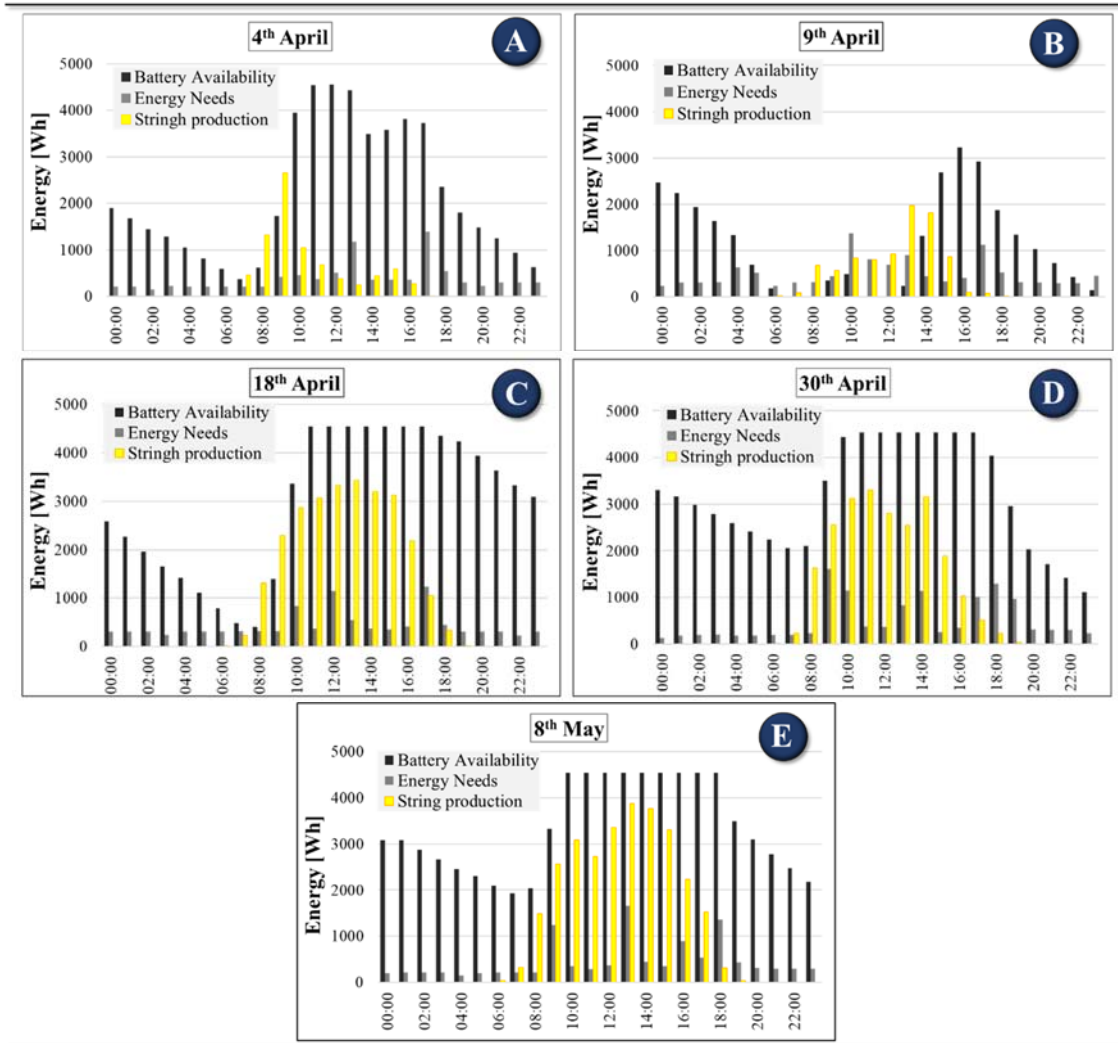 4th April
A
5000
4000
3000
2000
1000
0
Energy [Wh]
Battery Availability
Energy Needs
Stringh production
00:00 02:00 04:00 06:00 08:00 10:00 12:00 14:00 16:00 18:00 20:00 22:00
9th April
B
5000
4000
3000
2000
1000
0
Energy [Wh]
Battery Availability
Energy Needs
Stringh production
00:00 02:00 04:00 06:00 08:00 10:00 12:00 14:00 16:00 18:00 20:00 22:00
18th April
C
5000
4000
3000
2000
1000
0
Energy [Wh]
Battery Availability
Energy Needs
Stringh production
00:00 02:00 04:00 06:00 08:00 10:00 12:00 14:00 16:00 18:00 20:00 22:00
30th April
D
5000
4000
3000
2000
1000
0
Energy [Wh]
Battery Availability
Energy Needs
Stringh production
00:00 02:00 04:00 06:00 08:00 10:00 12:00 14:00 16:00 18:00 20:00 22:00
8th May
E
5000
4000
3000
2000
1000
0
Energy [Wh]
Battery Availability
Energy Needs
String production
00:00 02:00 04:00 06:00 08:00 10:00 12:00 14:00 16:00 18:00 20:00 22:00